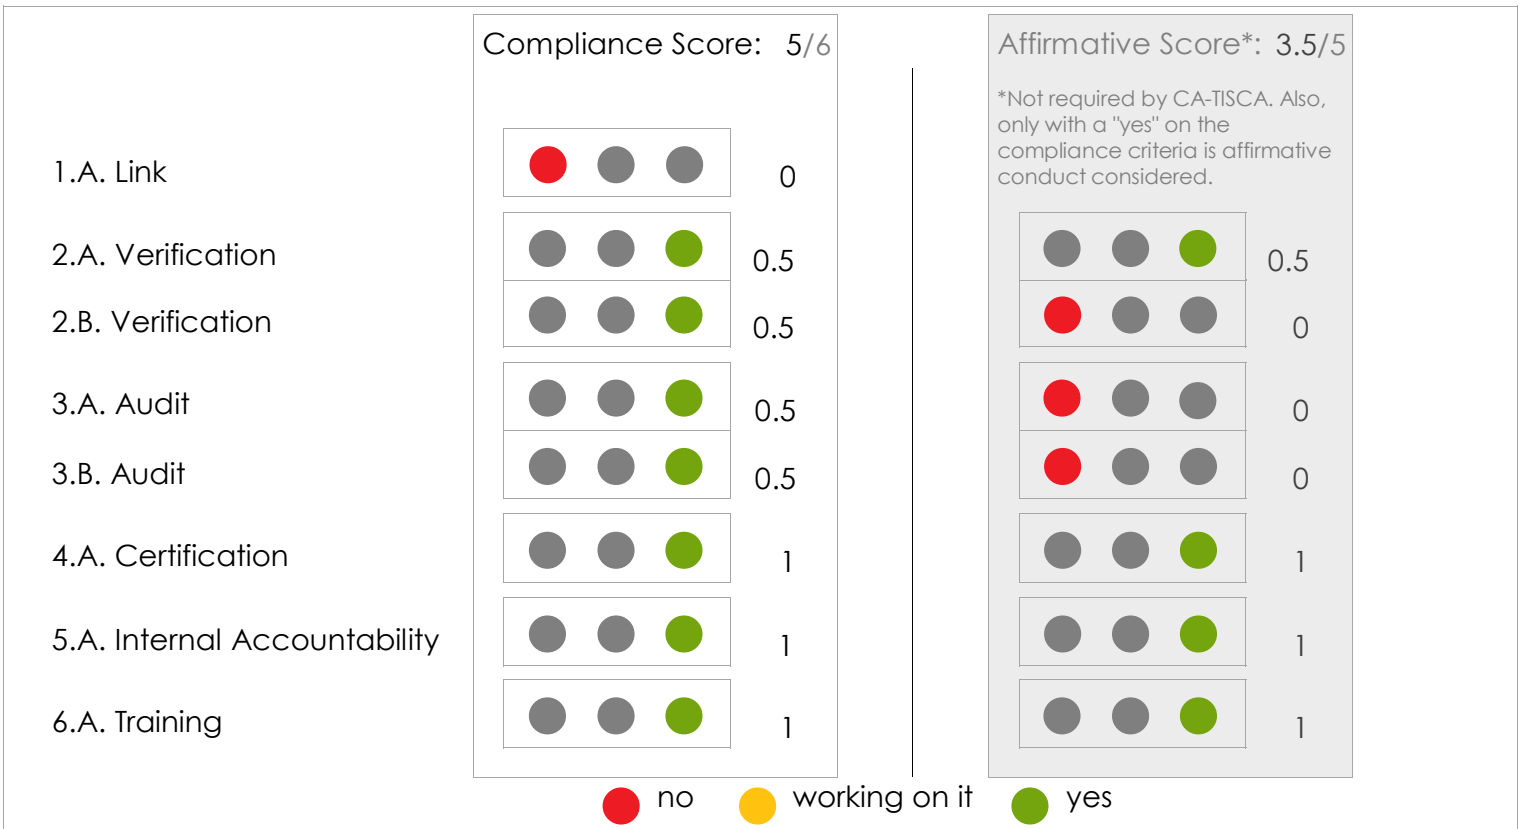 Compliance Score: 5/6
Affirmative Score*: 3.5/5
*Not required by CA-TISCA. Also,
only with a "yes" on the
compliance criteria is affirmative
conduct considered.
1.A. Link 0
2.A. Verification 0.5 0.5
2.B. Verification 0.5 0
3.A. Audit 0.5 0
3.B. Audit 0.5 0
4.A. Certification 1 1
5.A. Internal Accountability 1 1
6.A. Training 1 1
no working on it yes